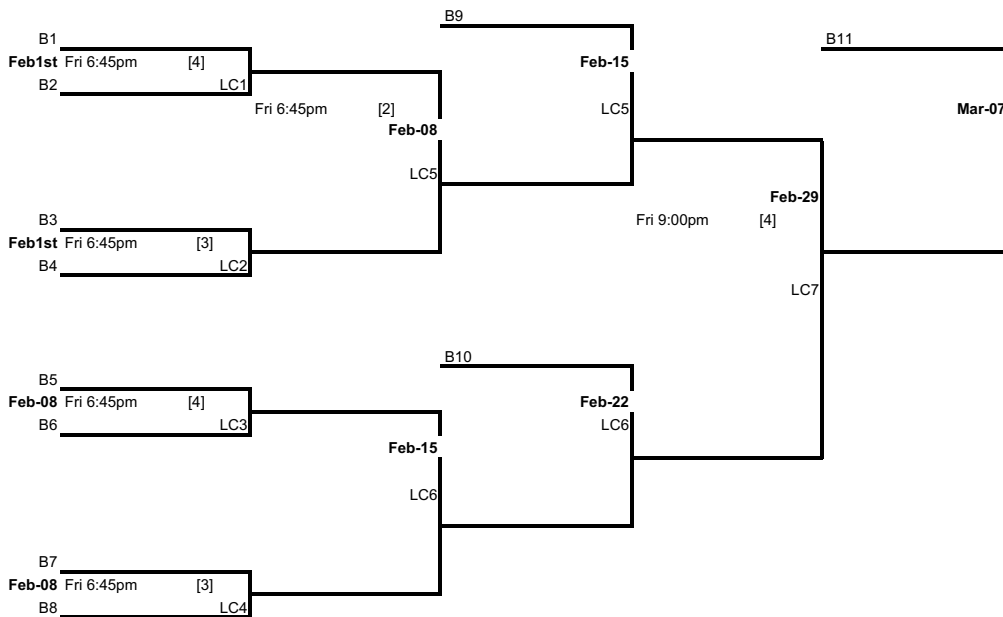 B9
B1
B11
Feb1st Fri 6:45pm [4]
Feb-15
B2 LC1
Fri 6:45pm [2]
LC5
Mar-07
Feb-08
LC5
Feb-29
B3
Fri 9:00pm [4]
Feb1st Fri 6:45pm [3]
B4 LC2
LC7
B10
B5
Feb-08 Fri 6:45pm [4]
Feb-22
B6 LC3
LC6
Feb-15
LC6
B7
Feb-08 Fri 6:45pm [3]
B8 LC4